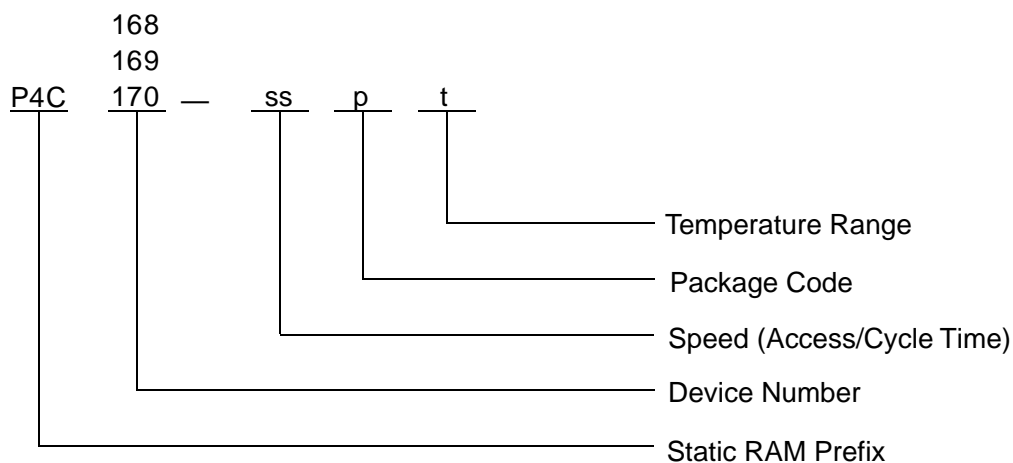 168
169
P4C 170 — ss p t
Temperature Range
Package Code
Speed (Access/Cycle Time)
Device Number
Static RAM Prefix